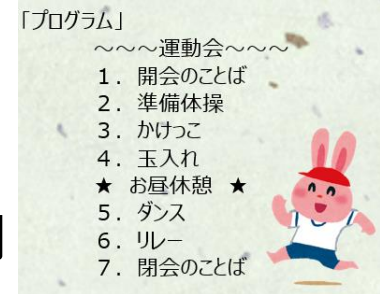 「プログラム」
～～～運動会～～～
１．開会のことば
２．準備体操
３．かけっこ
４．玉入れ
★ お昼休憩 ★
５．ダンス
６．リレー
７．閉会のことば